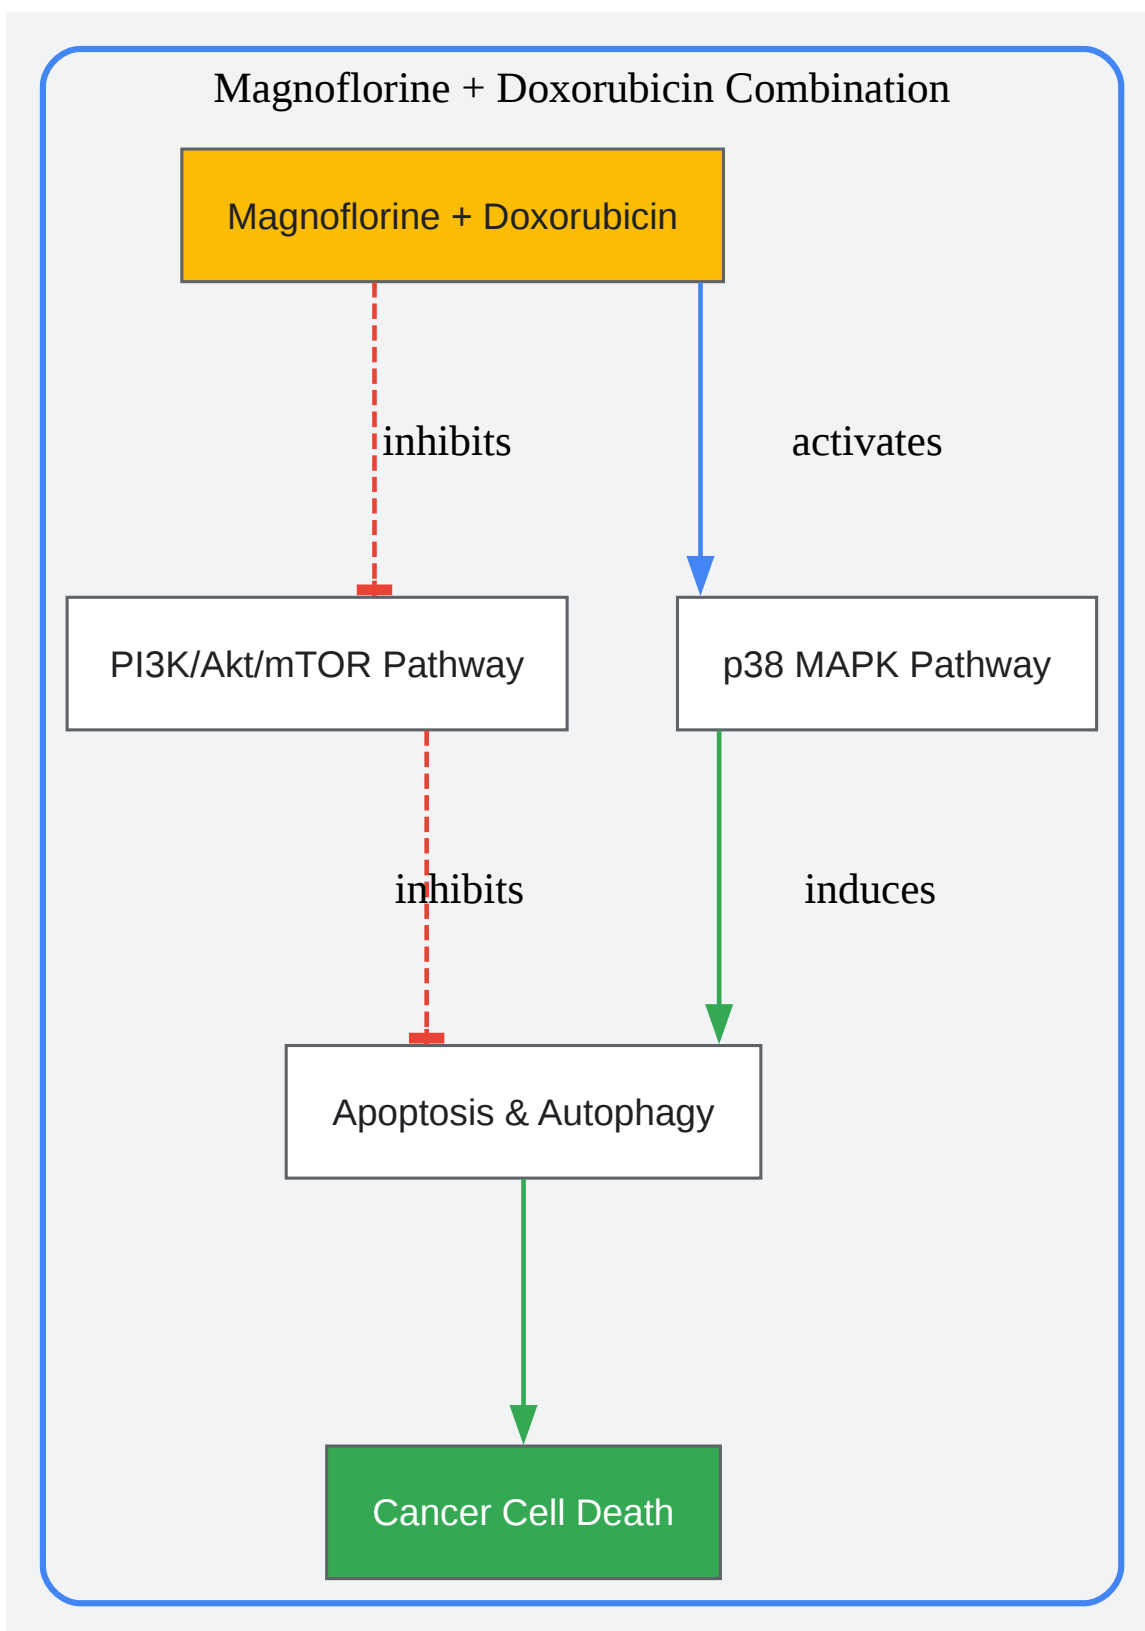 Magnoflorine + Doxorubicin Combination
Magnoflorine + Doxorubicin
inhibits
activates
PI3K/Akt/mTOR Pathway
p38 MAPK Pathway
inhibits
induces
Apoptosis & Autophagy
Cancer Cell Death